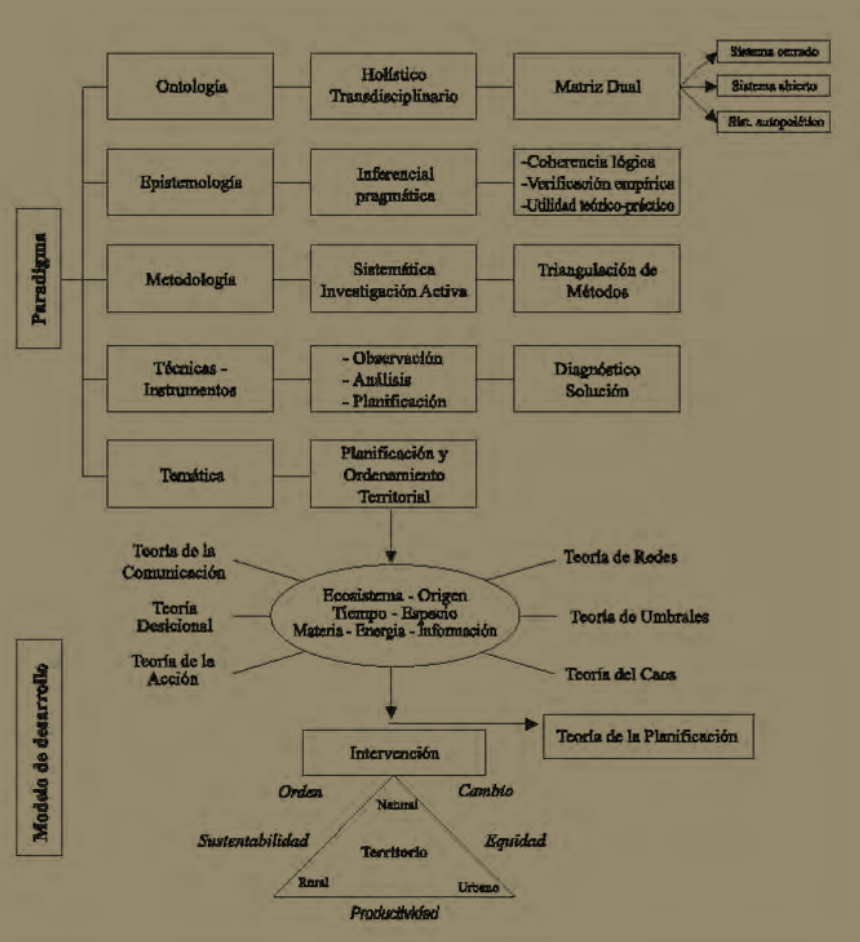 Paradigma
Ontología
Holístico
Transdisciplinario
Matriz Dual
Sistema cerrado
Sistema abierto
Sist. autopoiético
Epistemología
Inferencial
pragmática
-Coherencia lógica
-Verificación empírica
-Utilidad teórico-práctico
Metodología
Sistemática
Investigación Activa
Triangulación de
Métodos
Técnicas -
Instrumentos
- Observación
- Análisis
- Planificación
Diagnóstico
Solución
Temática
Planificación y
Ordenamiento
Territorial
Modelo de desarrollo
Teoría de la
Comunicación
Teoría
Desicional
Teoría de la
Acción
Ecosistema - Origen
Tiempo - Espacio
Materia - Energia - Información
Teoría de Redes
Teoría de Umbrales
Teoría del Caos
Intervención
Teoría de la Planificación
Orden
Cambio
Natural
Sustentabilidad
Equidad
Territorio
Rural
Urbano
Productividad